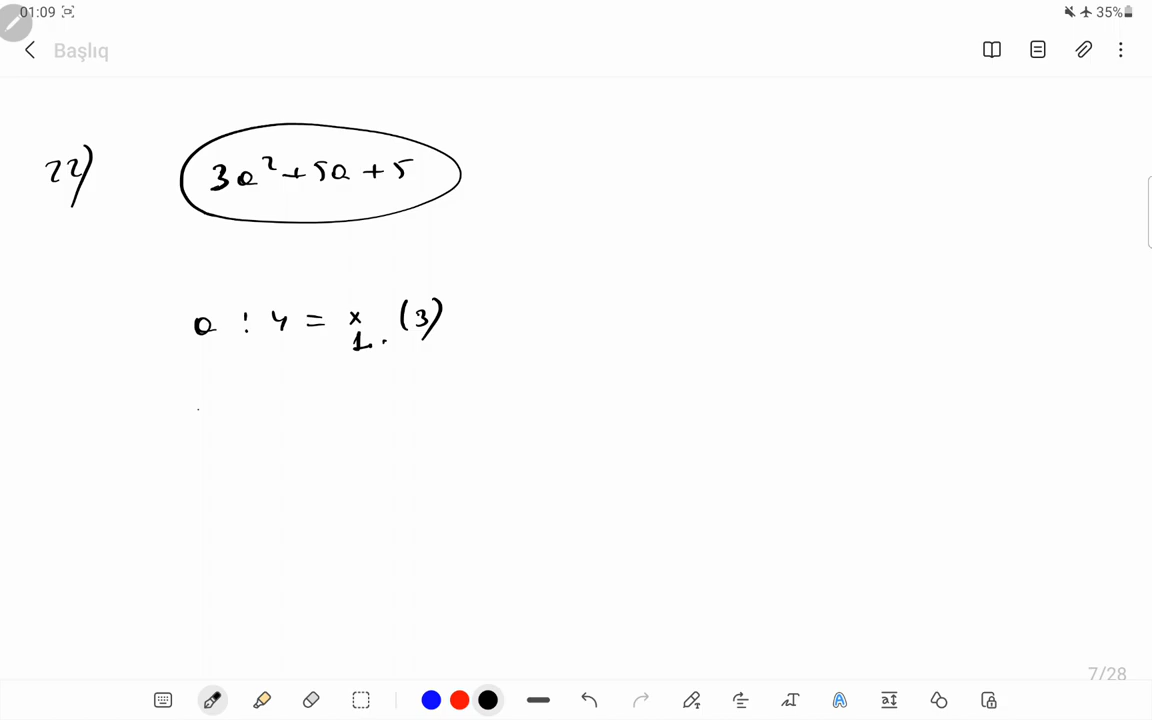 01:09 35%
Başlıq
22) 3a²+5a+5
a : 4 = x (3)
1.
7/28